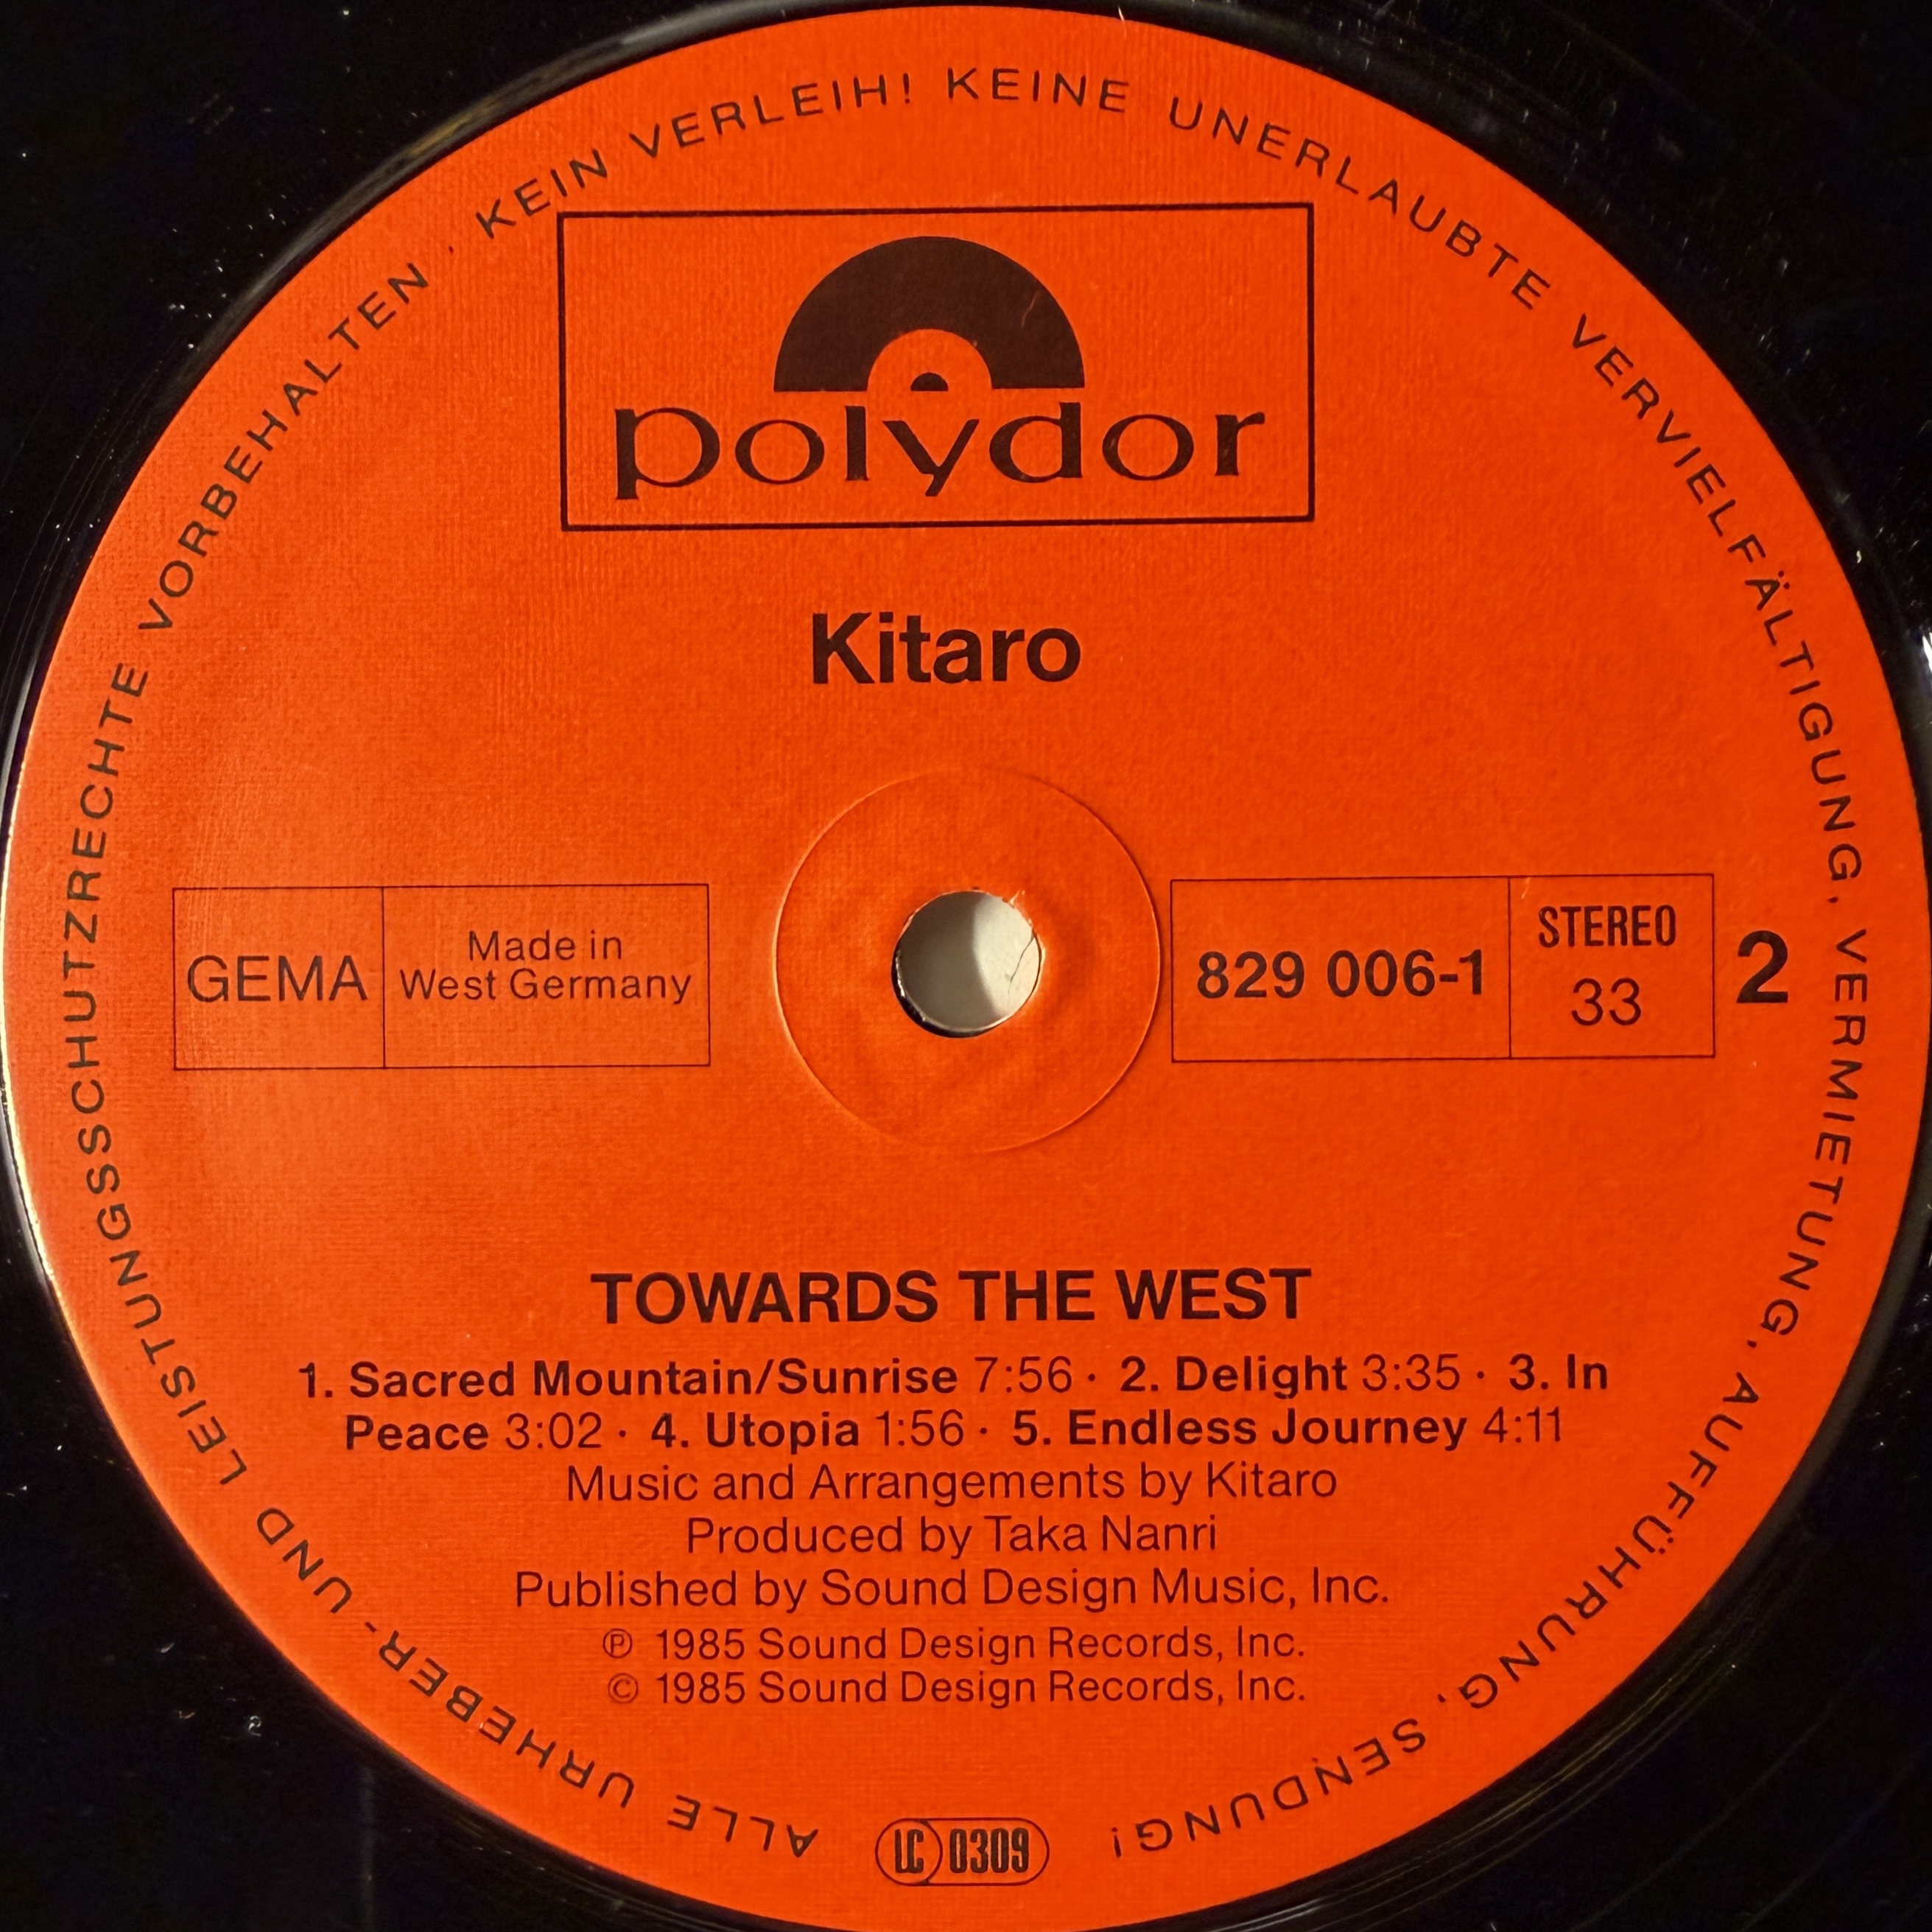 ALLE URHEBER- UND LEISTUNGSSCHUTZRECHTE VORBEHALTEN · KEIN VERLEIH! KEINE UNERLAUBTE VERVIELFÄLTIGUNG, VERMIETUNG, AUFFÜHRUNG, SENDUNG!
polydor
Kitaro
GEMA
Made in
West Germany
829 006-1
STEREO
33
2
TOWARDS THE WEST
1. Sacred Mountain/Sunrise 7:56 · 2. Delight 3:35 · 3. In
Peace 3:02 · 4. Utopia 1:56 · 5. Endless Journey 4:11
Music and Arrangements by Kitaro
Produced by Taka Nanri
Published by Sound Design Music, Inc.
℗ 1985 Sound Design Records, Inc.
© 1985 Sound Design Records, Inc.
LC 0309